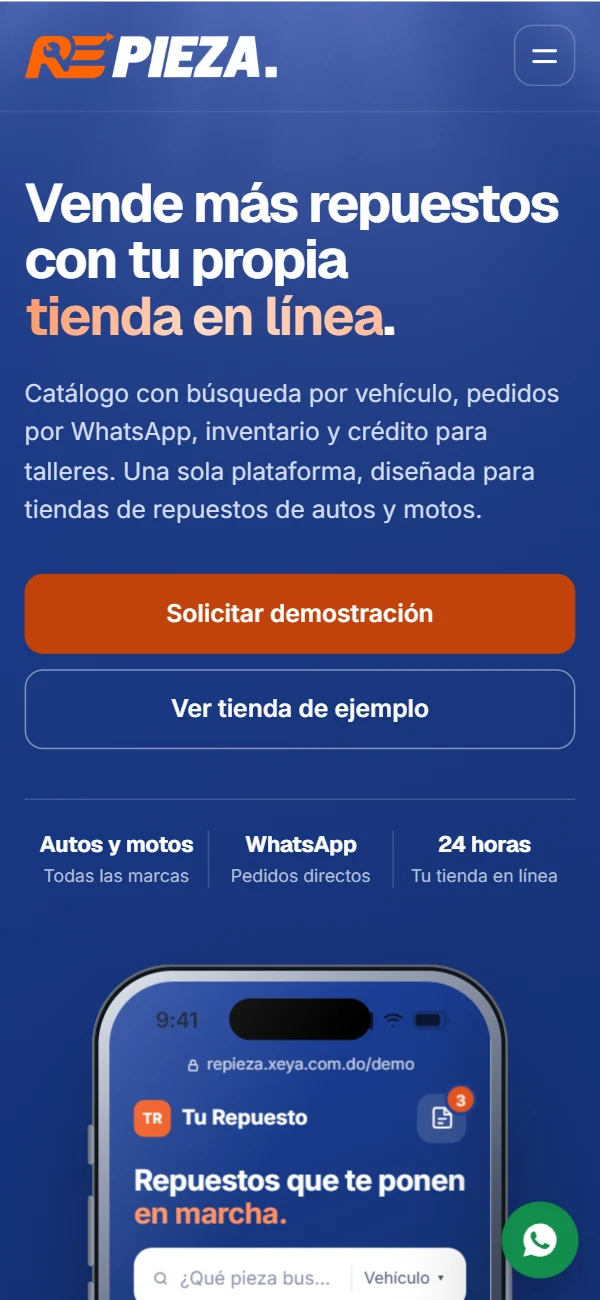 REPIEZA.
Vende más repuestos
con tu propia
tienda en línea.
Catálogo con búsqueda por vehículo, pedidos
por WhatsApp, inventario y crédito para
talleres. Una sola plataforma, diseñada para
tiendas de repuestos de autos y motos.
Solicitar demostración
Ver tienda de ejemplo
Autos y motos
Todas las marcas
WhatsApp
Pedidos directos
24 horas
Tu tienda en línea
9:41
repieza.xeya.com.do/demo
TR Tu Repuesto
3
Repuestos que te ponen
en marcha.
¿Qué pieza bus... Vehículo